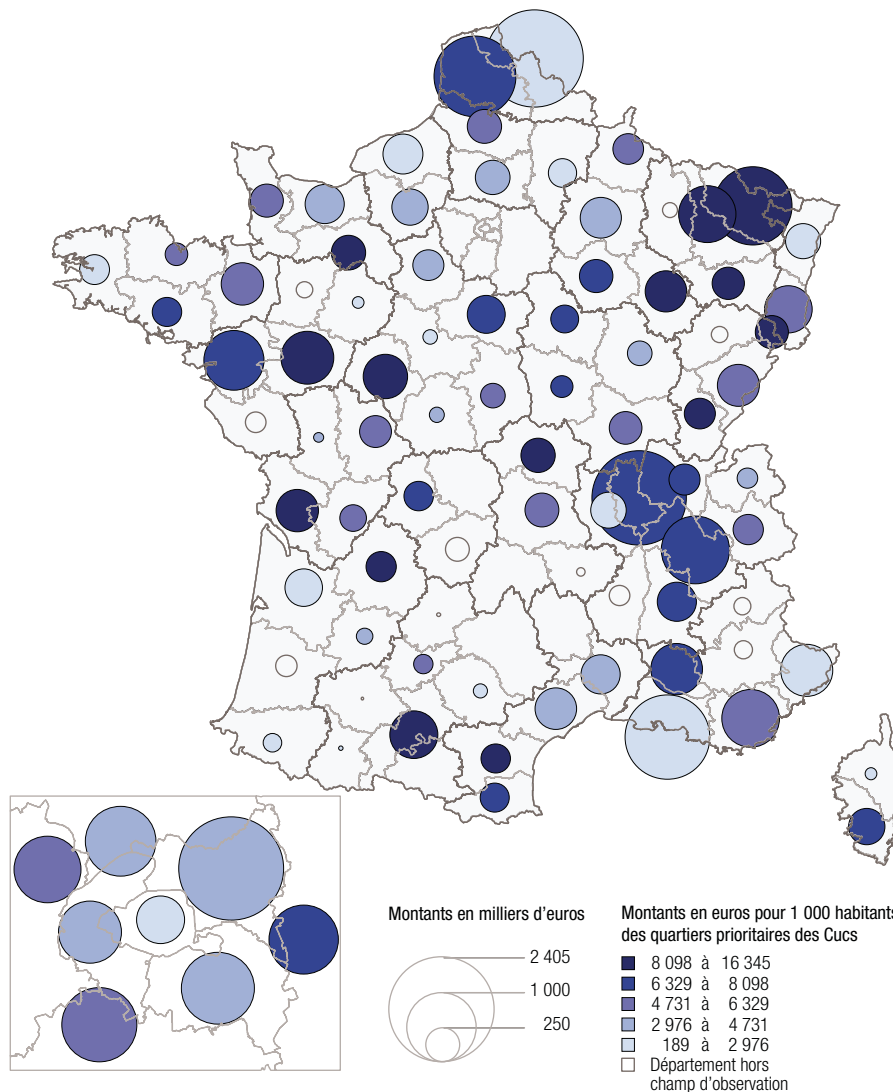 Montants en milliers d’euros
2 405
1 000
250
Montants en euros pour 1 000 habitants
des quartiers prioritaires des Cucs
8 098 à 16 345
6 329 à 8 098
4 731 à 6 329
2 976 à 4 731
189 à 2 976
Département hors
champ d’observation